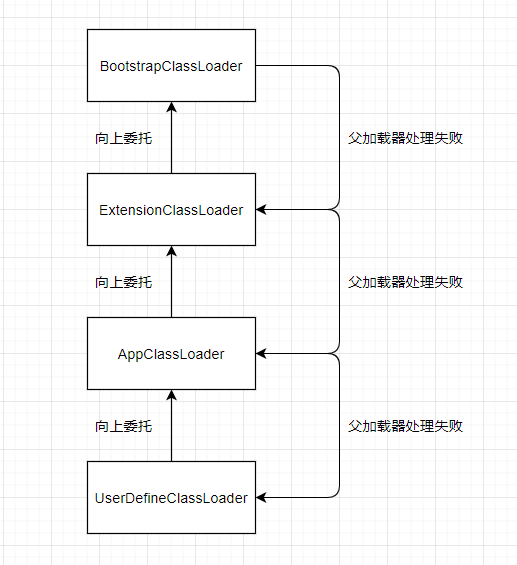 BootstrapClassLoader
向上委托
父加载器处理失败
ExtensionClassLoader
向上委托
父加载器处理失败
AppClassLoader
向上委托
父加载器处理失败
UserDefineClassLoader